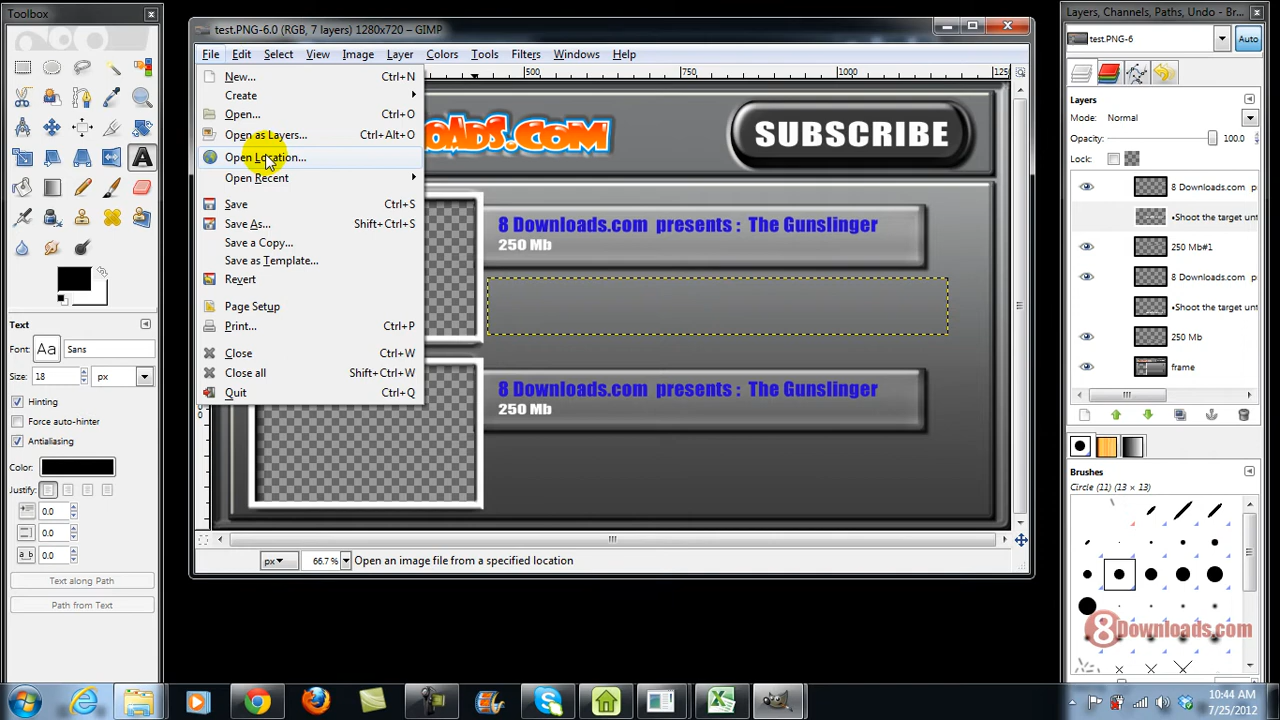 Toolbox
test.PNG-6.0 (RGB, 7 layers) 1280x720 – GIMP
Layers, Channels, Paths, Undo - Br...
test.PNG-6
Auto
File Edit Select View Image Layer Colors Tools Filters Windows Help
500 750 1000 125
New... Ctrl+N
Create
Open... Ctrl+O
Open as Layers... Ctrl+Alt+O
Open Location...
Open Recent
Save Ctrl+S
Save As... Shift+Ctrl+S
Save a Copy...
Save as Template...
Revert
Page Setup
Print... Ctrl+P
Close Ctrl+W
Close all Shift+Ctrl+W
Quit Ctrl+Q
OADS.COM
SUBSCRIBE
8 Downloads.com presents : The Gunslinger
250 Mb
8 Downloads.com presents : The Gunslinger
250 Mb
px 66.7 % Open an image file from a specified location
Text
Font: Aa Sans
Size: 18 px
Hinting
Force auto-hinter
Antialiasing
Color:
Justify:
0.0
0.0
a_b 0.0
Text along Path
Path from Text
Layers
Mode: Normal
Opacity: 100.0
Lock:
8 Downloads.com p
•Shoot the target unt
250 Mb#1
8 Downloads.com p
•Shoot the target unt
250 Mb
frame
Brushes
Circle (11) (13 × 13)
8Downloads.com
10:44 AM
7/25/2012